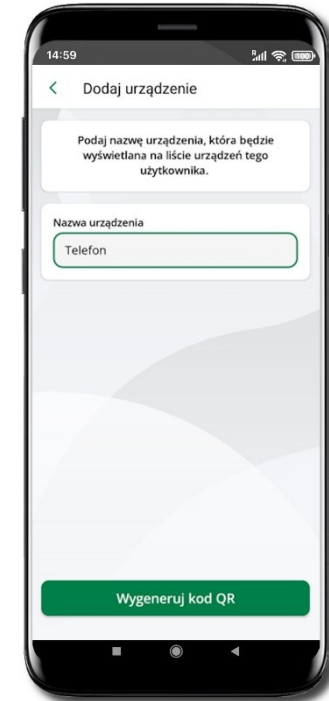 14:59
Dodaj urządzenie
Podaj nazwę urządzenia, która będzie
wyświetlana na liście urządzeń tego
użytkownika.
Nazwa urządzenia
Telefon
Wygeneruj kod QR